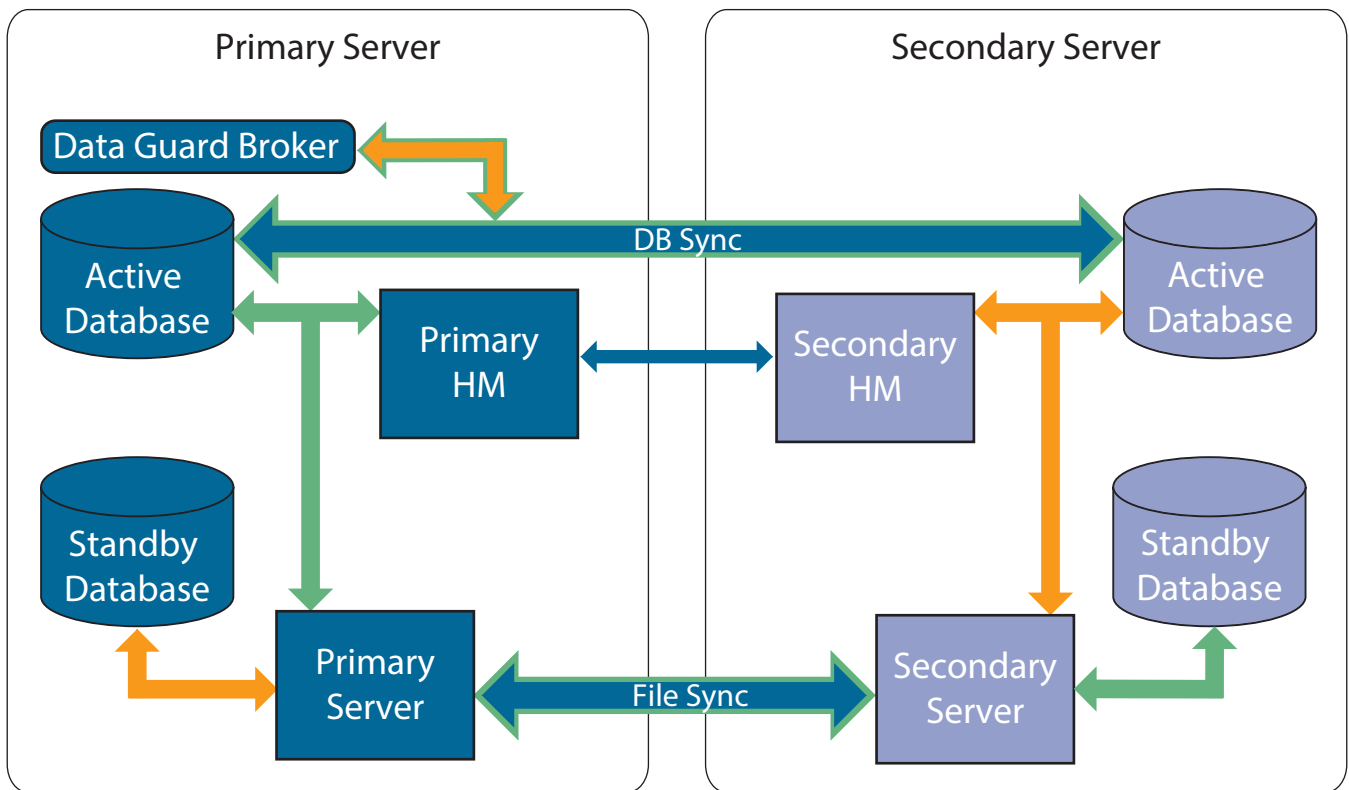 Primary Server
Secondary Server
Data Guard Broker
DB Sync
Active
Database
Active
Database
Primary
HM
Secondary
HM
Standby
Database
Standby
Database
Primary
Server
File Sync
Secondary
Server